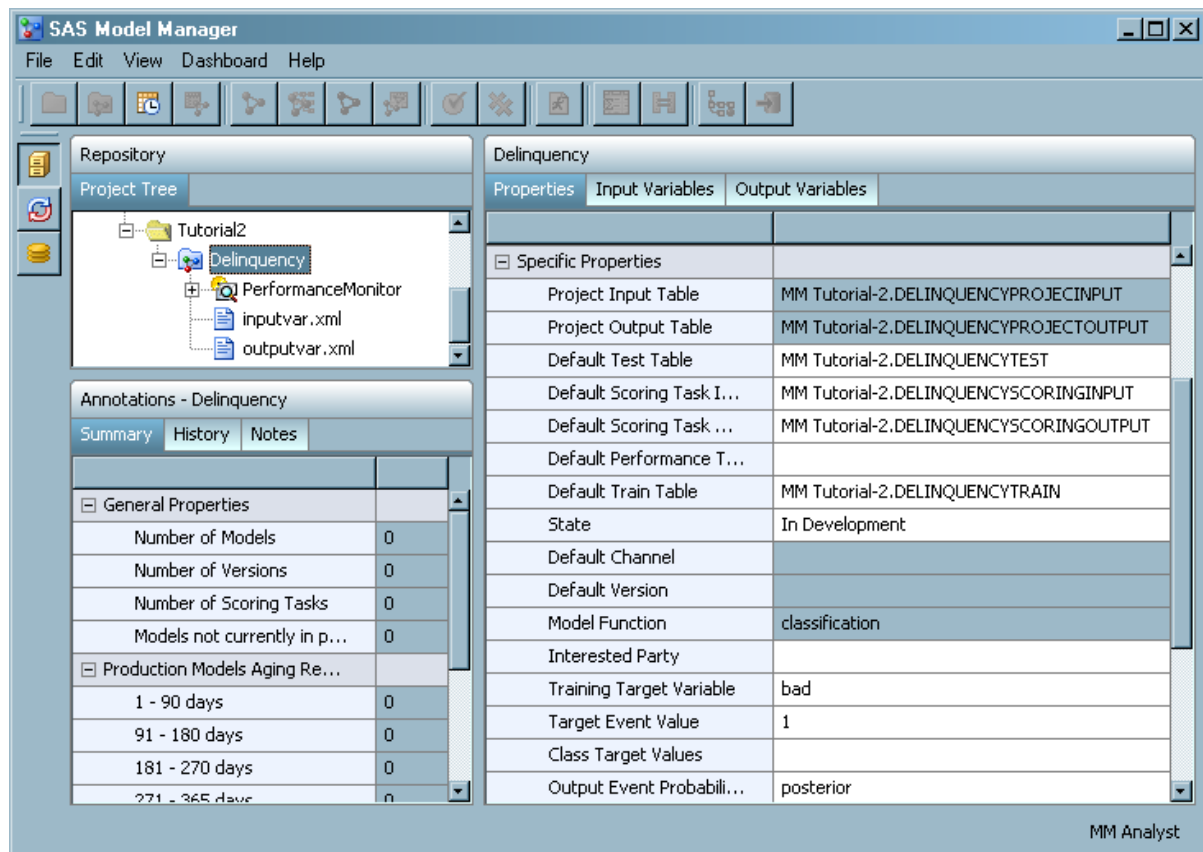 SAS Model Manager
File Edit View Dashboard Help
Repository
Project Tree
Tutorial2
Delinquency
PerformanceMonitor
inputvar.xml
outputvar.xml
Annotations - Delinquency
Summary History Notes
General Properties
Number of Models 0
Number of Versions 0
Number of Scoring Tasks 0
Models not currently in p... 0
Production Models Aging Re...
1 - 90 days 0
91 - 180 days 0
181 - 270 days 0
271 - 365 days 0
Delinquency
Properties Input Variables Output Variables
Specific Properties
Project Input Table MM Tutorial-2.DELINQUENCYPROJECINPUT
Project Output Table MM Tutorial-2.DELINQUENCYPROJECTOUTPUT
Default Test Table MM Tutorial-2.DELINQUENCYTEST
Default Scoring Task I... MM Tutorial-2.DELINQUENCYSCORINGINPUT
Default Scoring Task ... MM Tutorial-2.DELINQUENCYSCORINGOUTPUT
Default Performance T...
Default Train Table MM Tutorial-2.DELINQUENCYTRAIN
State In Development
Default Channel
Default Version
Model Function classification
Interested Party
Training Target Variable bad
Target Event Value 1
Class Target Values
Output Event Probabili... posterior
MM Analyst